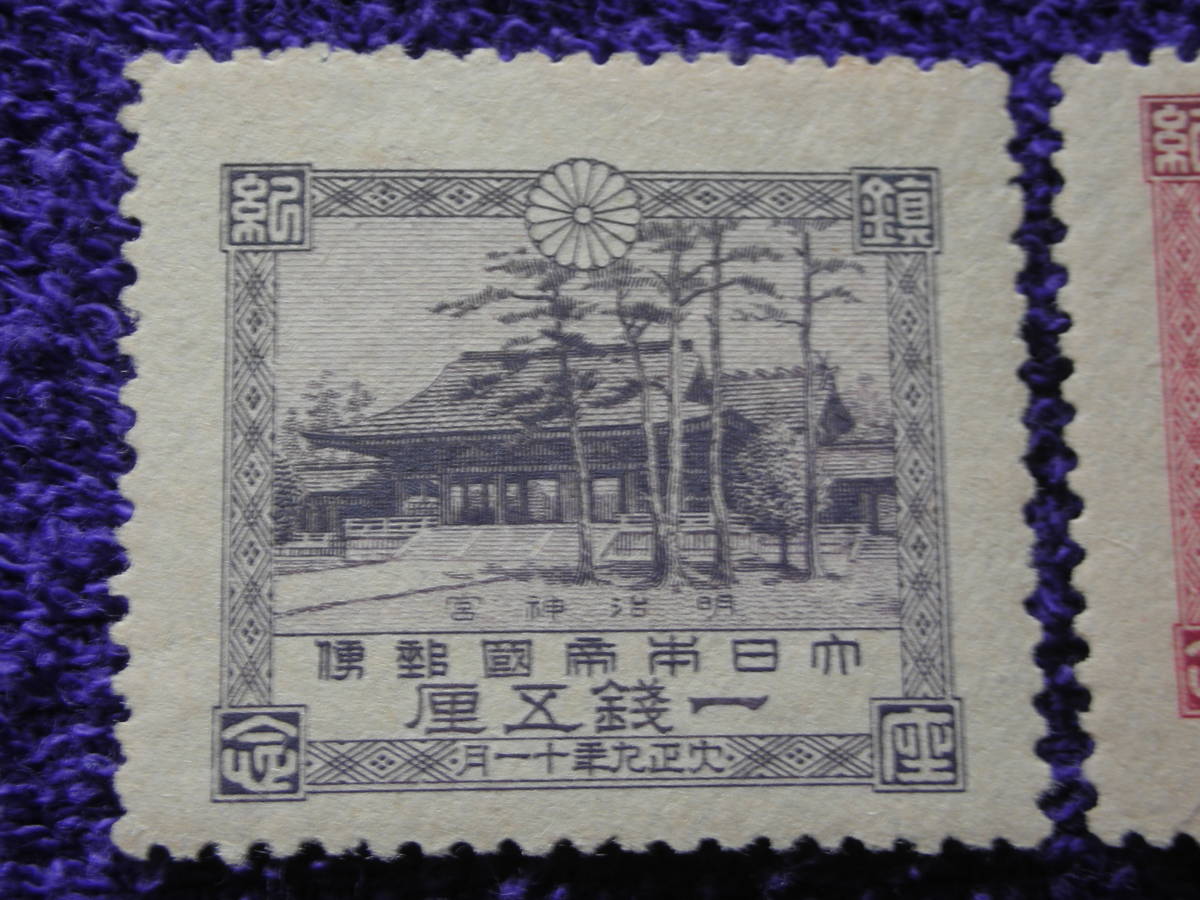 鎮座
紀念
明治神宮
大日本帝國郵便
一錢五厘
大正九年十一月